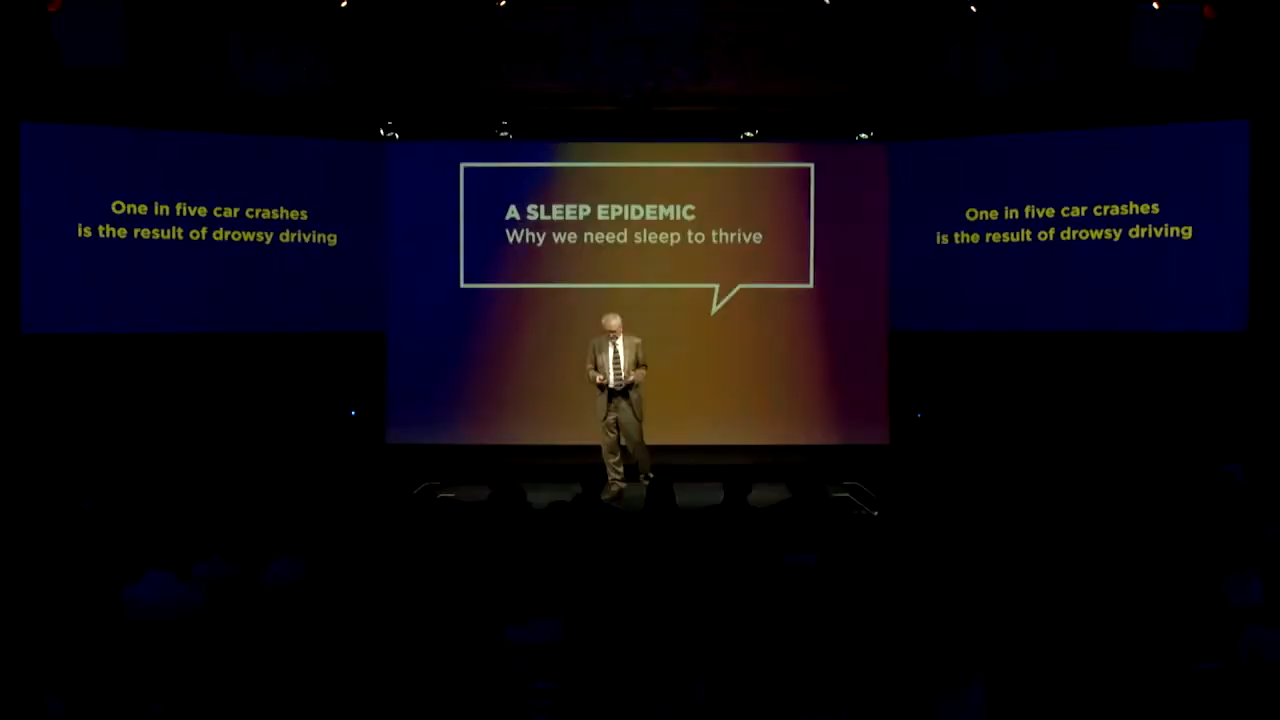 One in five car crashes
is the result of drowsy driving
A SLEEP EPIDEMIC
Why we need sleep to thrive
One in five car crashes
is the result of drowsy driving